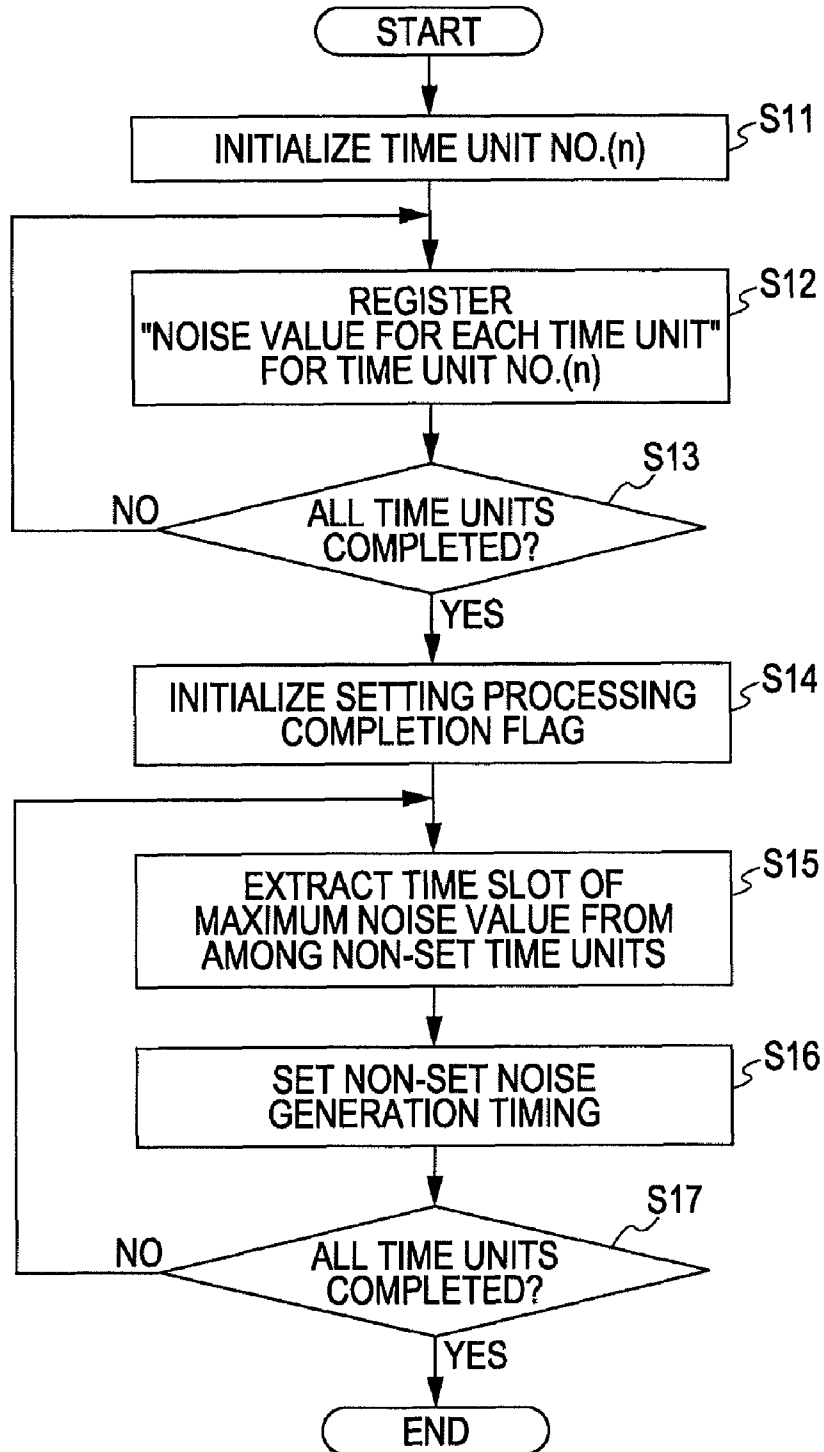 START
S11
INITIALIZE TIME UNIT NO.(n)
S12
REGISTER
"NOISE VALUE FOR EACH TIME UNIT"
FOR TIME UNIT NO.(n)
S13
NO
ALL TIME UNITS
COMPLETED?
YES
S14
INITIALIZE SETTING PROCESSING
COMPLETION FLAG
S15
EXTRACT TIME SLOT OF
MAXIMUM NOISE VALUE FROM
AMONG NON-SET TIME UNITS
S16
SET NON-SET NOISE
GENERATION TIMING
S17
NO
ALL TIME UNITS
COMPLETED?
YES
END